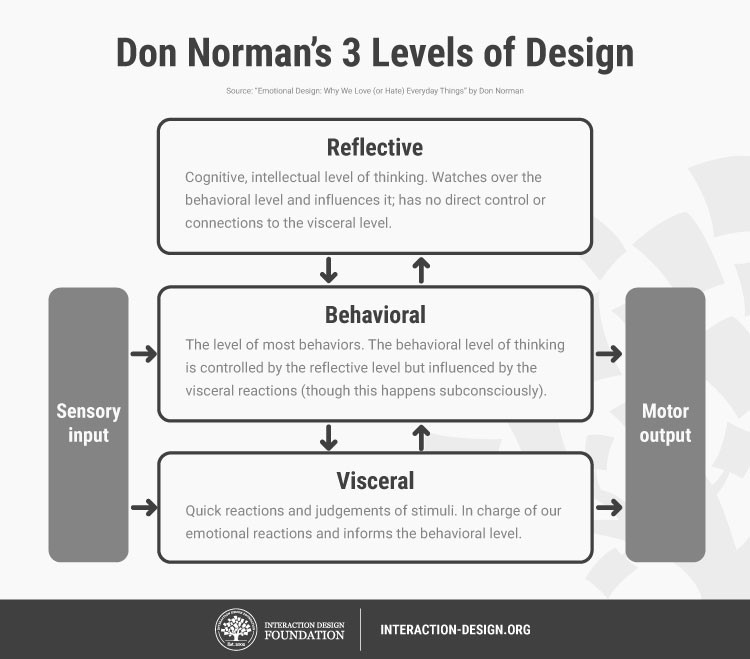 Don Norman's 3 Levels of Design
Source: "Emotional Design: Why We Love (or Hate) Everyday Things" by Don Norman
Reflective
Cognitive, intellectual level of thinking. Watches over the
behavioral level and influences it; has no direct control or
connections to the visceral level.
Behavioral
The level of most behaviors. The behavioral level of thinking
is controlled by the reflective level but influenced by the
visceral reactions (though this happens subconsciously).
Sensory
input
Motor
output
Visceral
Quick reactions and judgements of stimuli. In charge of our
emotional reactions and informs the behavioral level.
INTERACTION DESIGN FOUNDATION
Est. 2002
INTERACTION DESIGN
FOUNDATION
INTERACTION-DESIGN.ORG